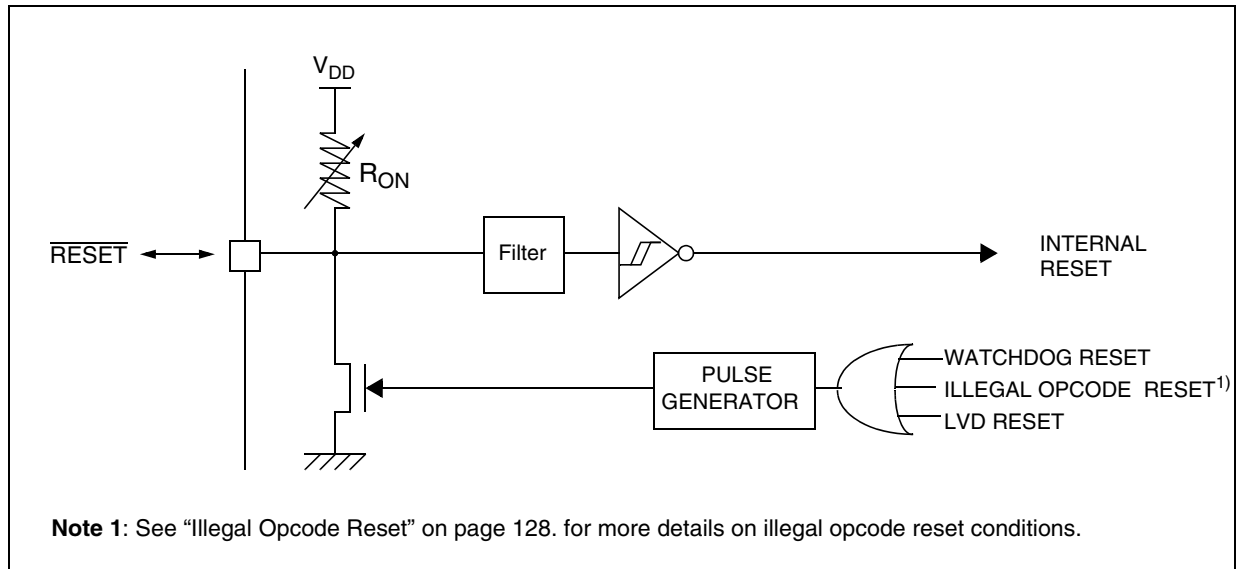 VDD
RON
RESET
Filter
INTERNAL
RESET
PULSE
GENERATOR
WATCHDOG RESET
ILLEGAL OPCODE RESET1)
LVD RESET
Note 1: See “Illegal Opcode Reset” on page 128. for more details on illegal opcode reset conditions.